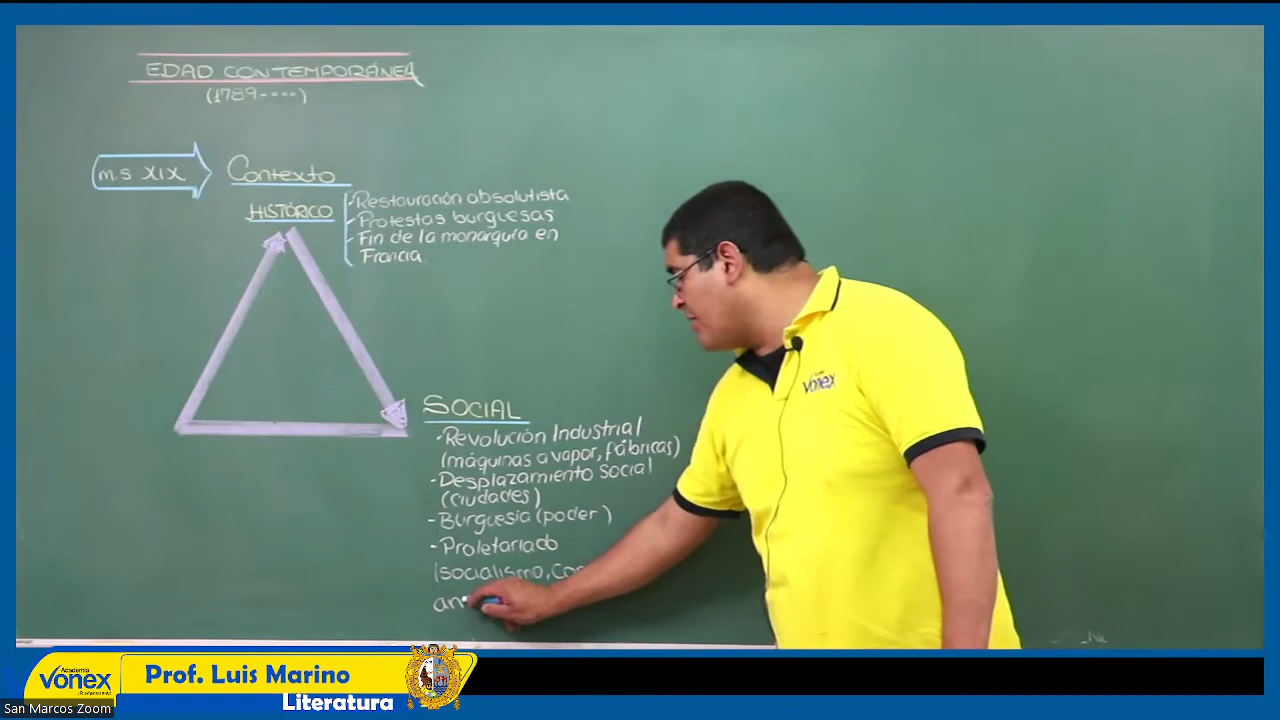 EDAD CONTEMPORÁNEA
(1789----)
m.s XIX
Contexto
HISTÓRICO
- Restauración absolutista
- Protestas burguesas
- Fin de la monarquía en
Francia
SOCIAL
- Revolución Industrial
(máquinas a vapor, fábricas)
- Desplazamiento social
(ciudades)
- Burguesía (poder)
- Proletariado
(socialismo,
vonex
Academia
vonex
Prof. Luis Marino
Literatura
San Marcos Zoom